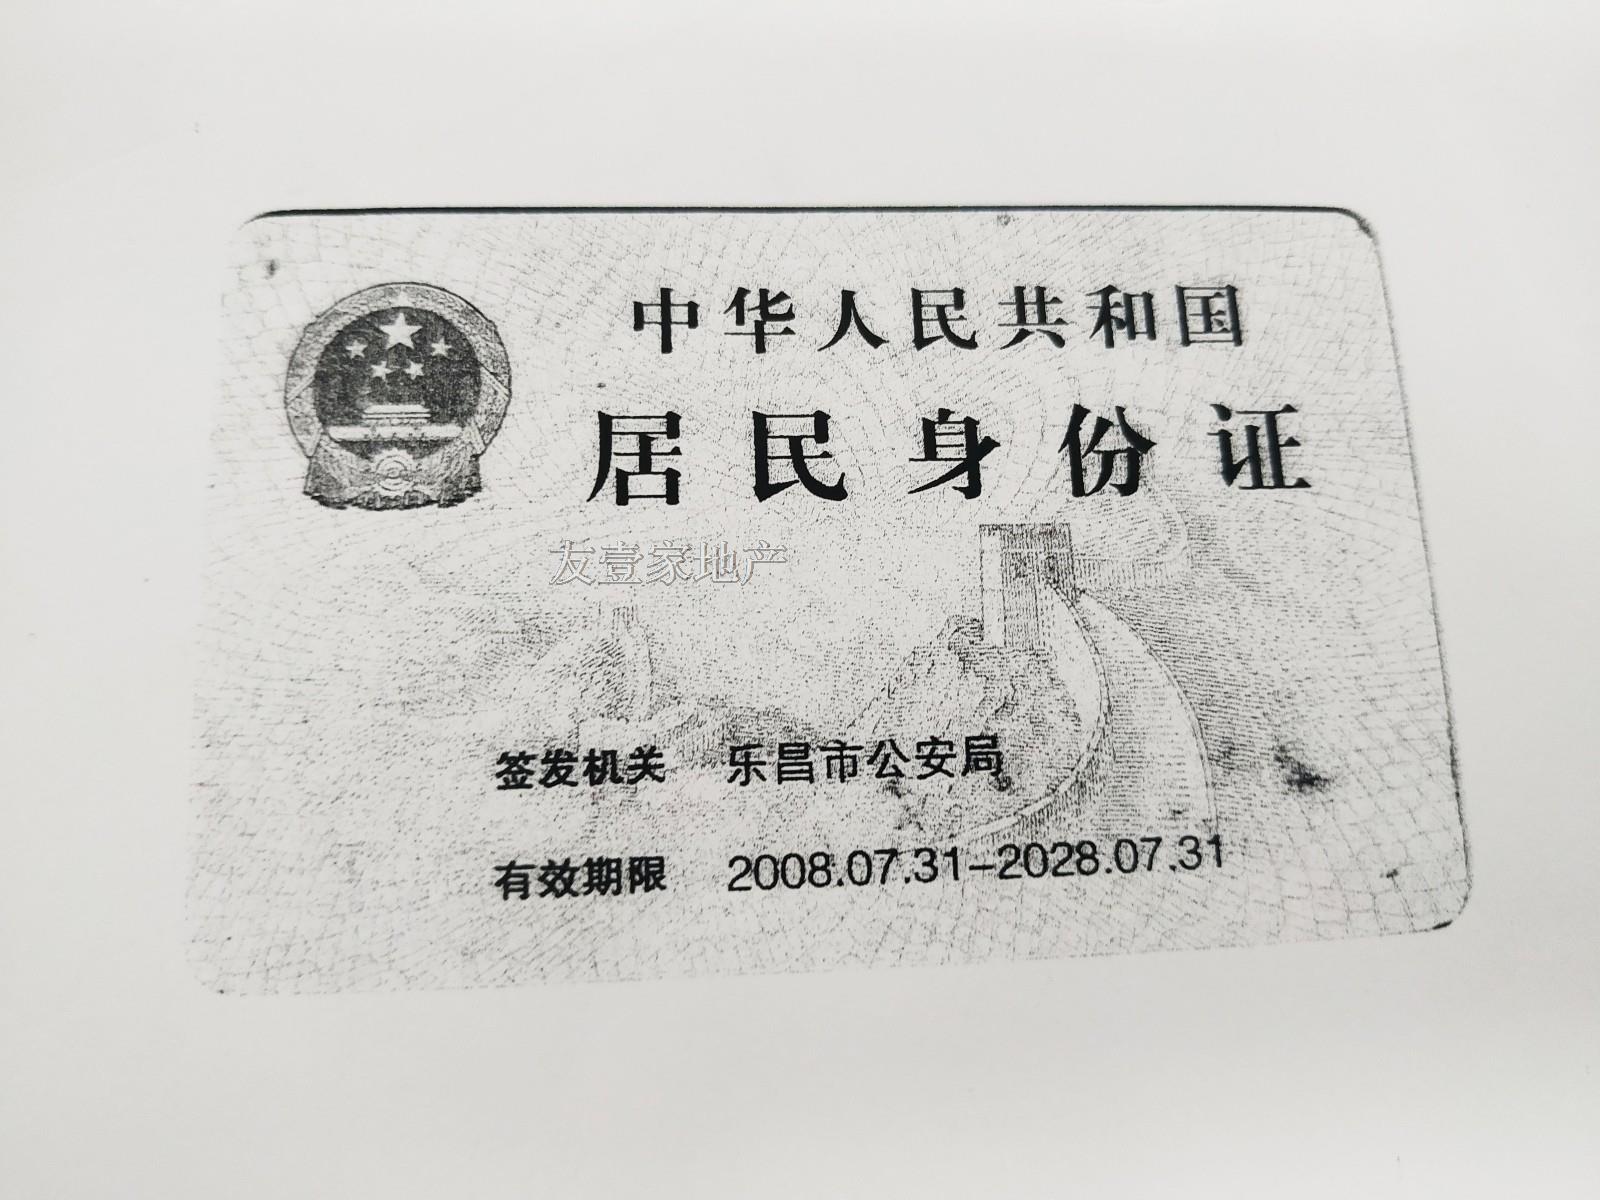 中华人民共和国
居民身份证
友壹家地产
签发机关 乐昌市公安局
有效期限 2008.07.31-2028.07.31